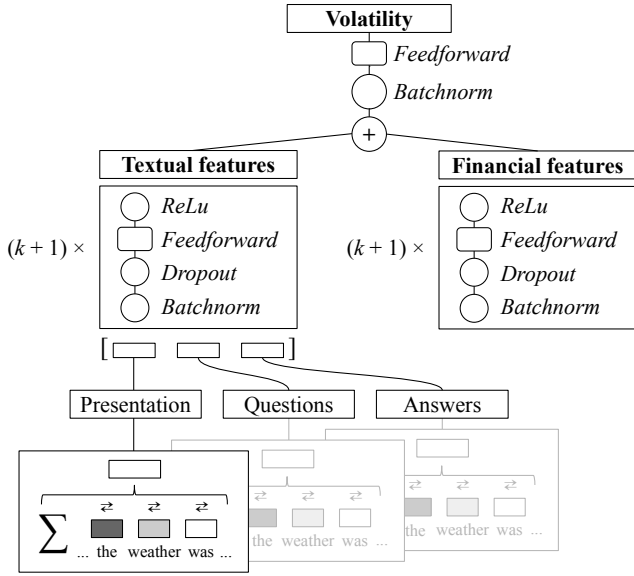 Volatility
Feedforward
Batchnorm
+
Textual features
Financial features
(k + 1) ×
ReLu
Feedforward
Dropout
Batchnorm
(k + 1) ×
ReLu
Feedforward
Dropout
Batchnorm
[ ]
Presentation
Questions
Answers
∑
... the weather was ...
the weather was ...
the weather was ...